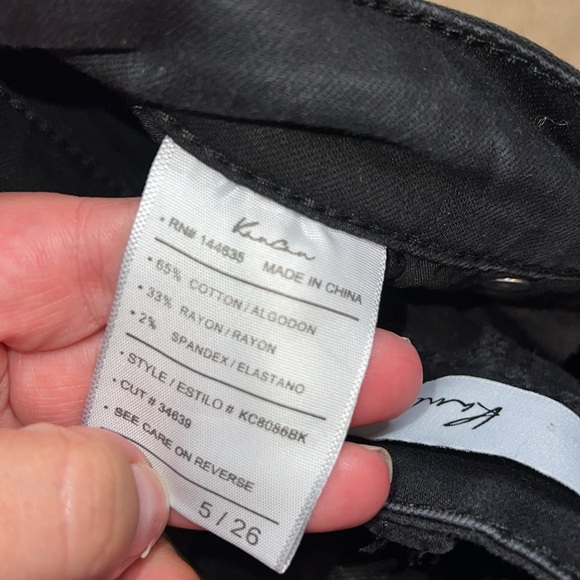 KanCan
• RN# 144635 MADE IN CHINA
• 65% COTTON/ALGODON
• 33% RAYON/RAYON
• 2% SPANDEX/ELASTANO
• STYLE/ESTILO # KC8086BK
• CUT # 34639
• SEE CARE ON REVERSE
5/26